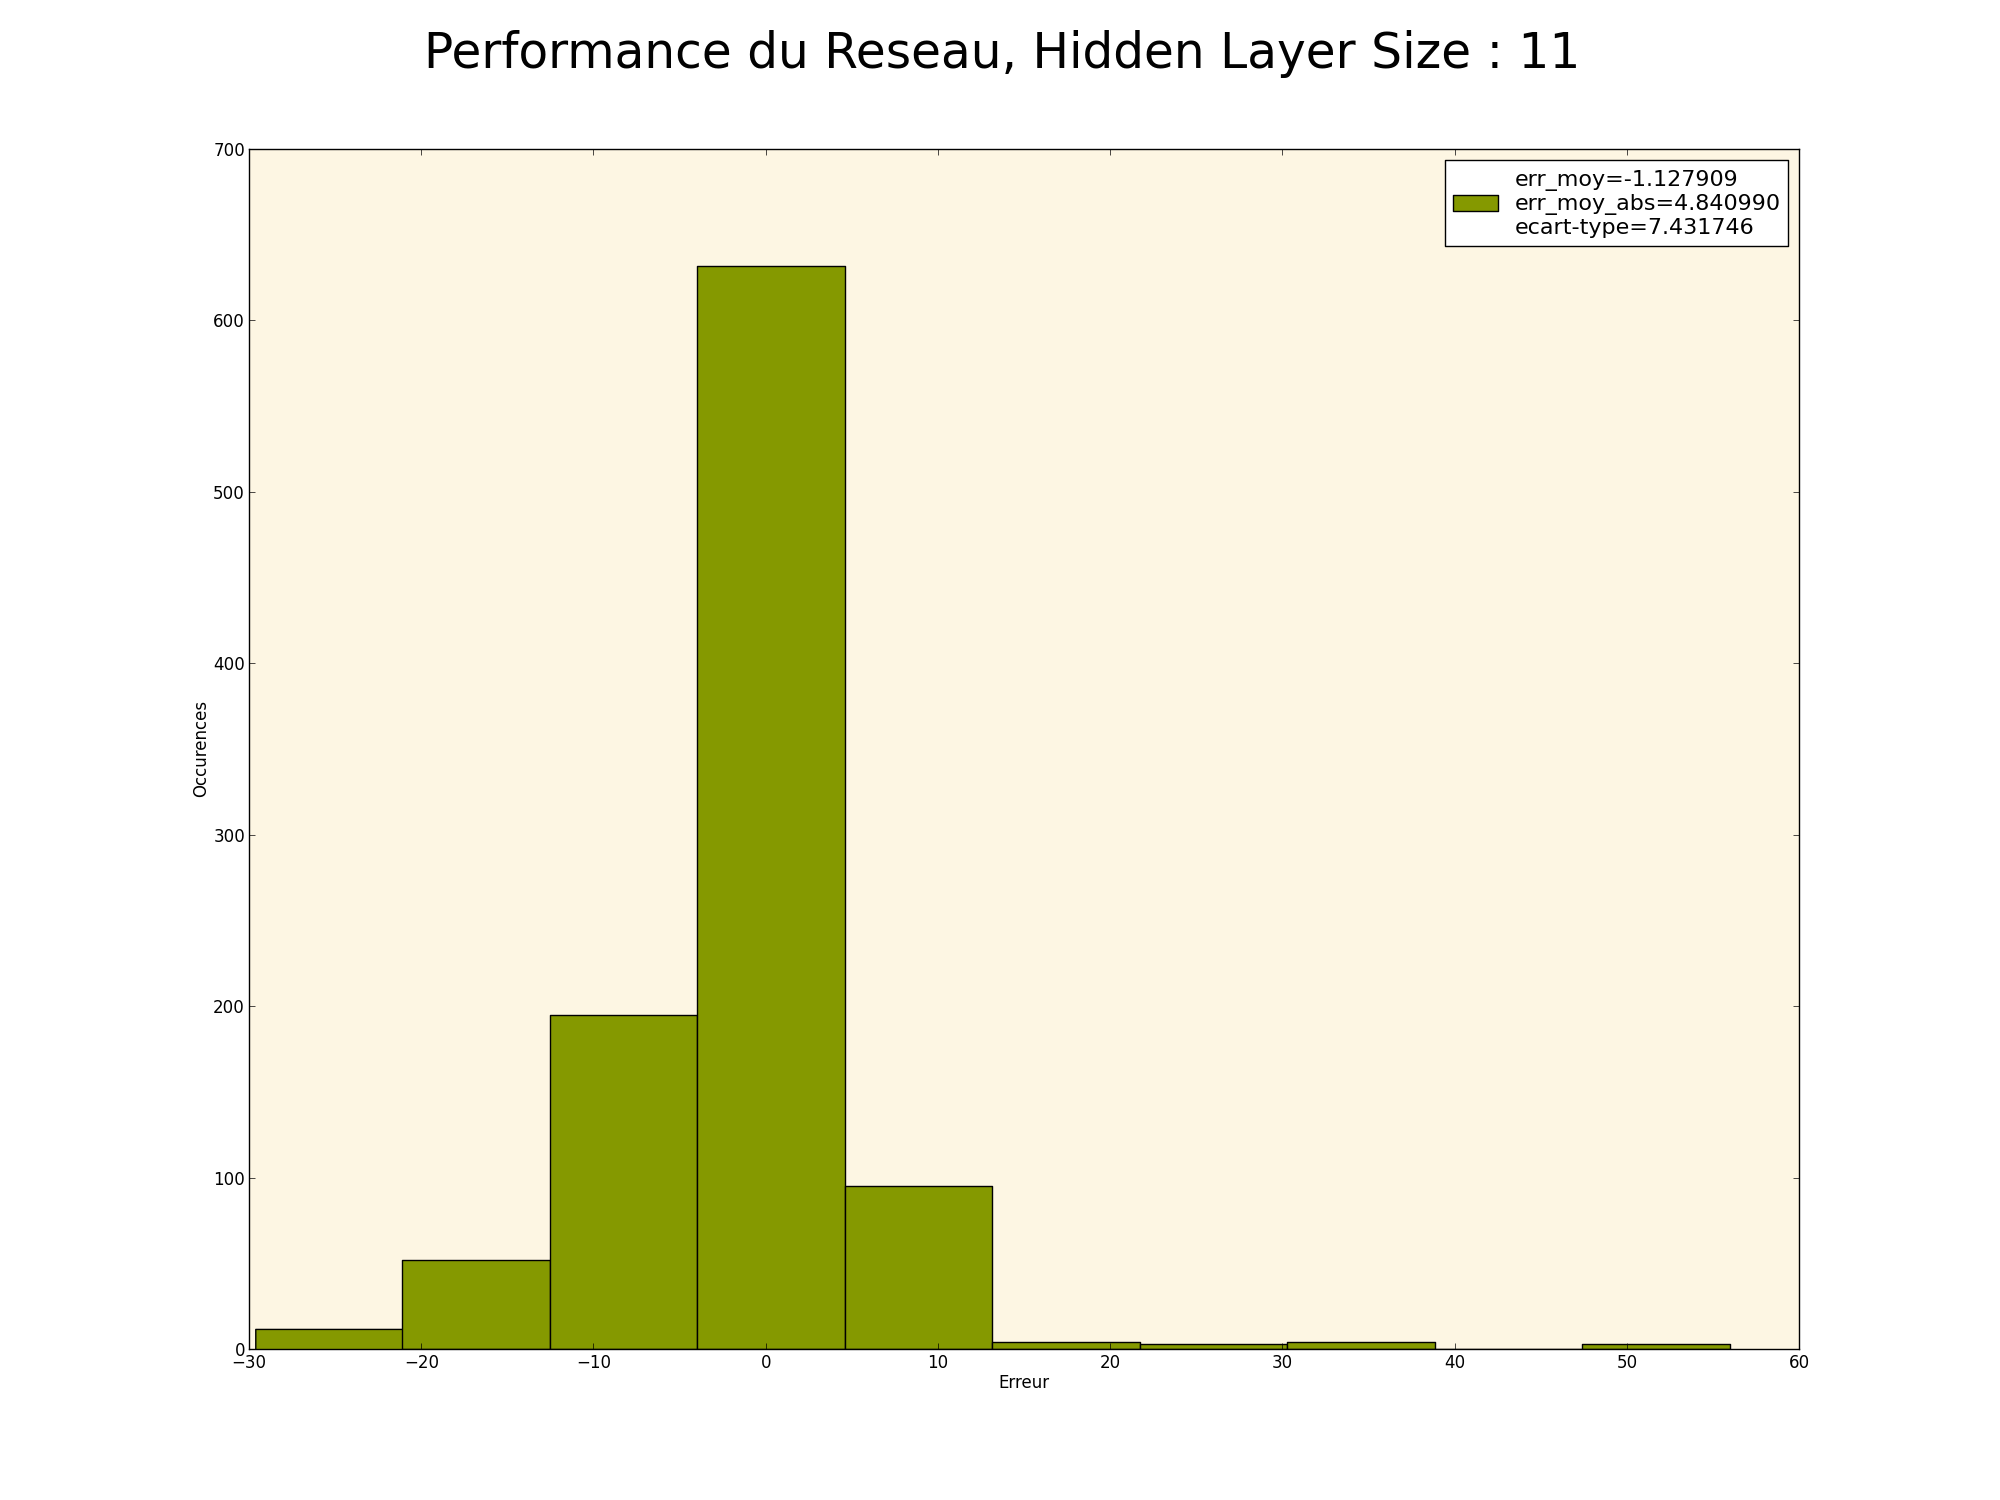 Performance du Reseau, Hidden Layer Size : 11
err_moy=-1.127909
err_moy_abs=4.840990
ecart-type=7.431746
700
600
500
400
300
200
100
0
Occurences
−30 −20 −10 0 10 20 30 40 50 60
Erreur